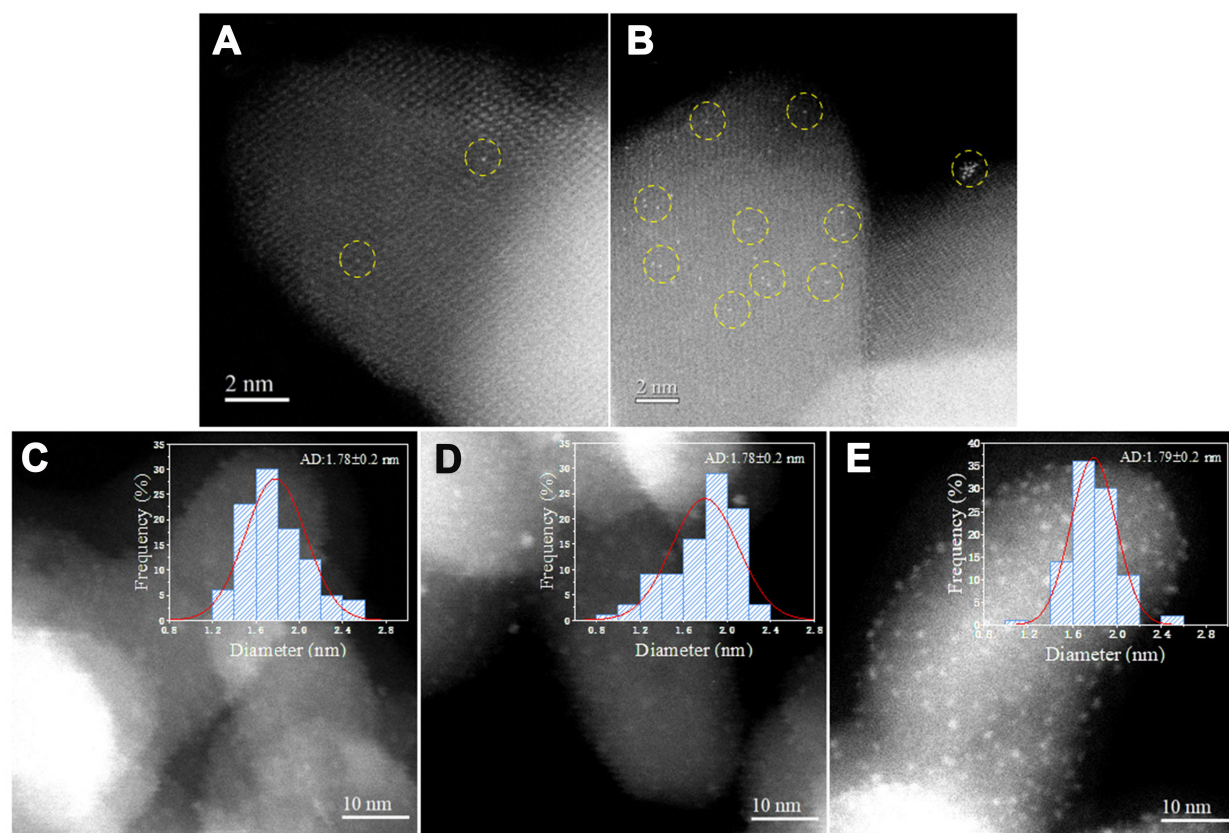 A
B
2 nm
2 nm
C
AD:1.78±0.2 nm
Frequency (%)
35
30
25
20
15
10
5
0
0.8 1.2 1.6 2.0 2.4 2.8
Diameter (nm)
10 nm
D
AD:1.78±0.2 nm
Frequency (%)
35
30
25
20
15
10
5
0
0.4 0.8 1.2 1.6 2.0 2.4 2.8
Diameter (nm)
10 nm
E
AD:1.79±0.2 nm
Frequency (%)
40
35
30
25
20
15
10
5
0
0.8 1.2 1.6 2.0 2.4 2.8
Diameter (nm)
10 nm